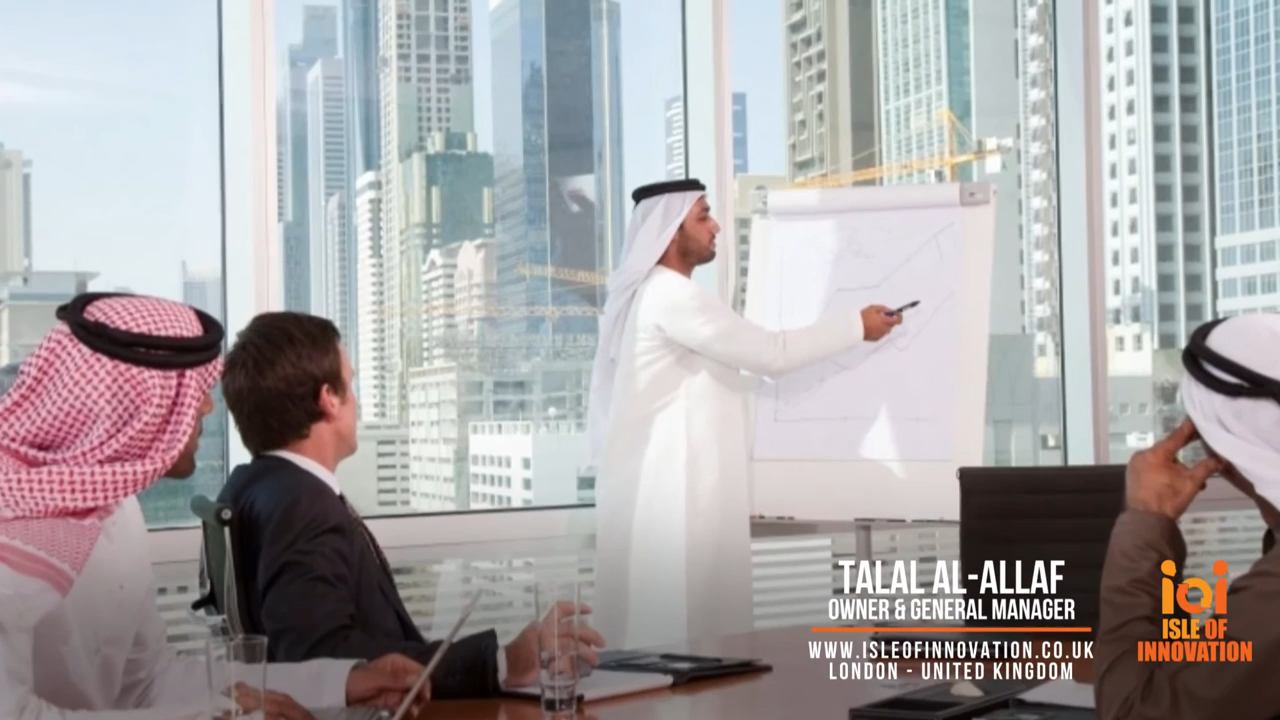 TALAL AL-ALLAF
OWNER & GENERAL MANAGER
WWW.ISLEOFINNOVATION.CO.UK
LONDON - UNITED KINGDOM
ioi
ISLE OF
INNOVATION